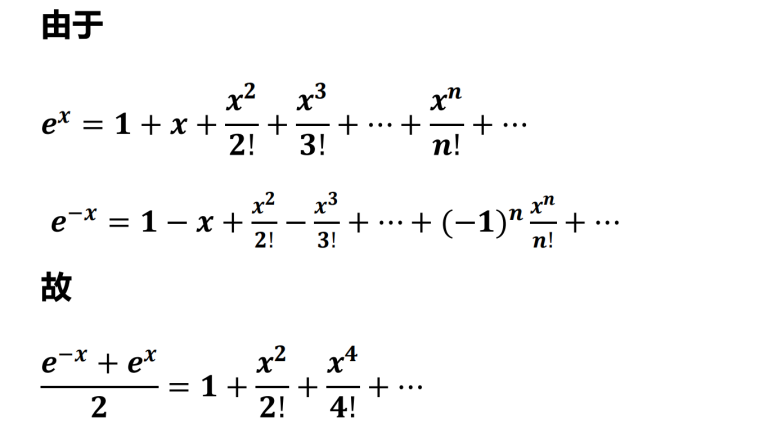 由于
e^x = 1 + x + x^2/2! + x^3/3! + ⋯ + x^n/n! + ⋯
e^{-x} = 1 − x + x^2/2! − x^3/3! + ⋯ + (−1)^n x^n/n! + ⋯
故
(e^{-x} + e^x)/2 = 1 + x^2/2! + x^4/4! + ⋯